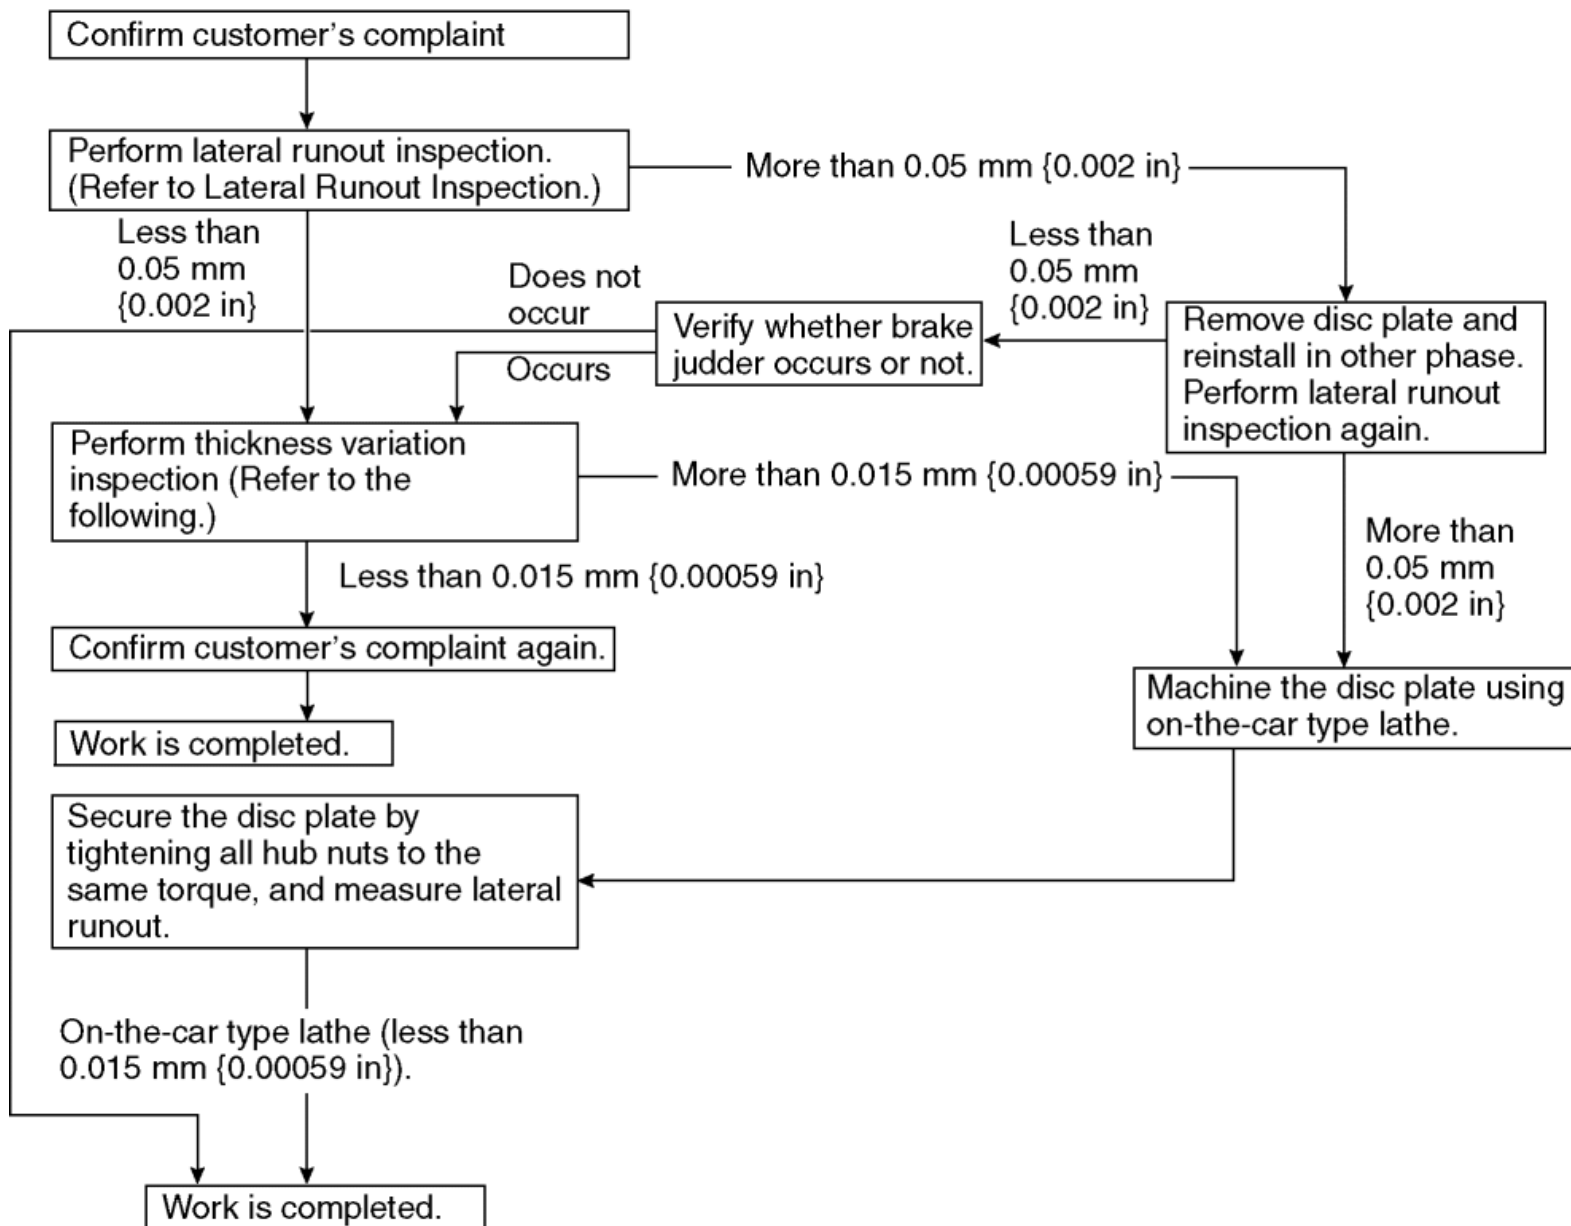 Confirm customer’s complaint
Perform lateral runout inspection.
(Refer to Lateral Runout Inspection.)
More than 0.05 mm {0.002 in}
Less than
0.05 mm
{0.002 in}
Does not
occur
Occurs
Verify whether brake
judder occurs or not.
Less than
0.05 mm
{0.002 in}
Remove disc plate and
reinstall in other phase.
Perform lateral runout
inspection again.
Perform thickness variation
inspection (Refer to the
following.)
More than 0.015 mm {0.00059 in}
More than
0.05 mm
{0.002 in}
Less than 0.015 mm {0.00059 in}
Confirm customer’s complaint again.
Work is completed.
Machine the disc plate using
on-the-car type lathe.
Secure the disc plate by
tightening all hub nuts to the
same torque, and measure lateral
runout.
On-the-car type lathe (less than
0.015 mm {0.00059 in}).
Work is completed.